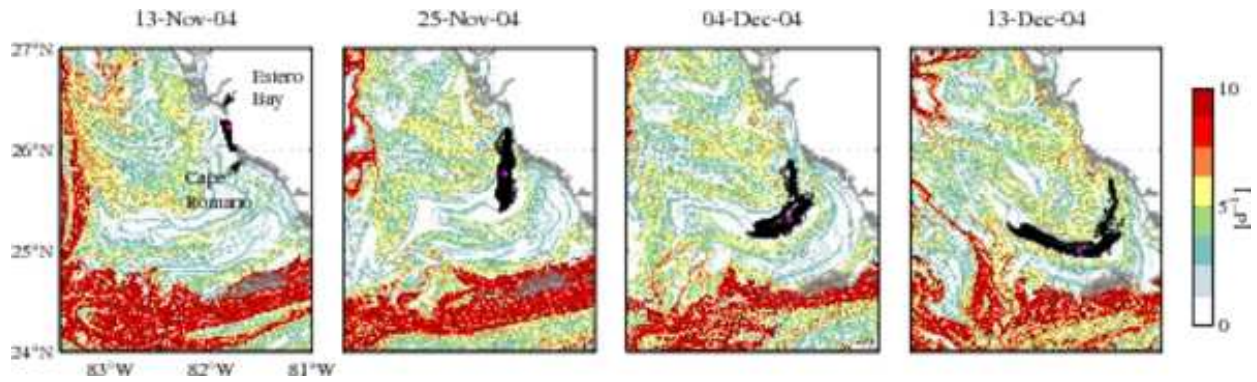 13-Nov-04 25-Nov-04 04-Dec-04 13-Dec-04
27°N
Estero
Bay
26°N
Cape
Romano
25°N
24°N
83°W 82°W 81°W
10
5
[d⁻¹]
0